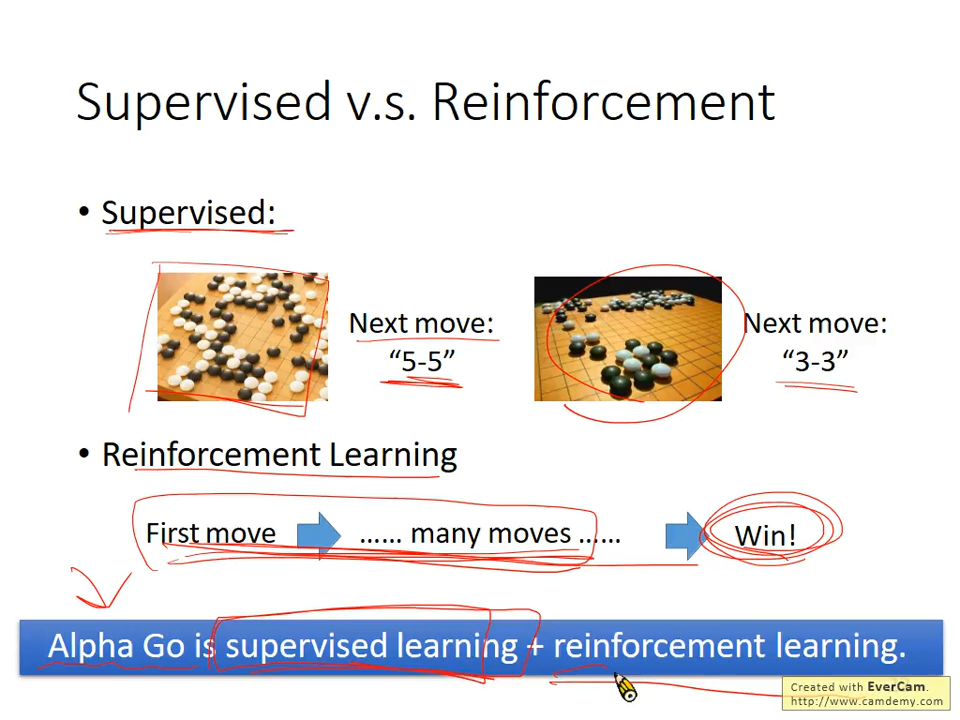 Supervised v.s. Reinforcement
• Supervised:
Next move:
“5-5”
Next move:
“3-3”
• Reinforcement Learning
First move
…… many moves ……
Win!
Alpha Go is supervised learning + reinforcement learning.
Created with EverCam.
http://www.camdemy.com